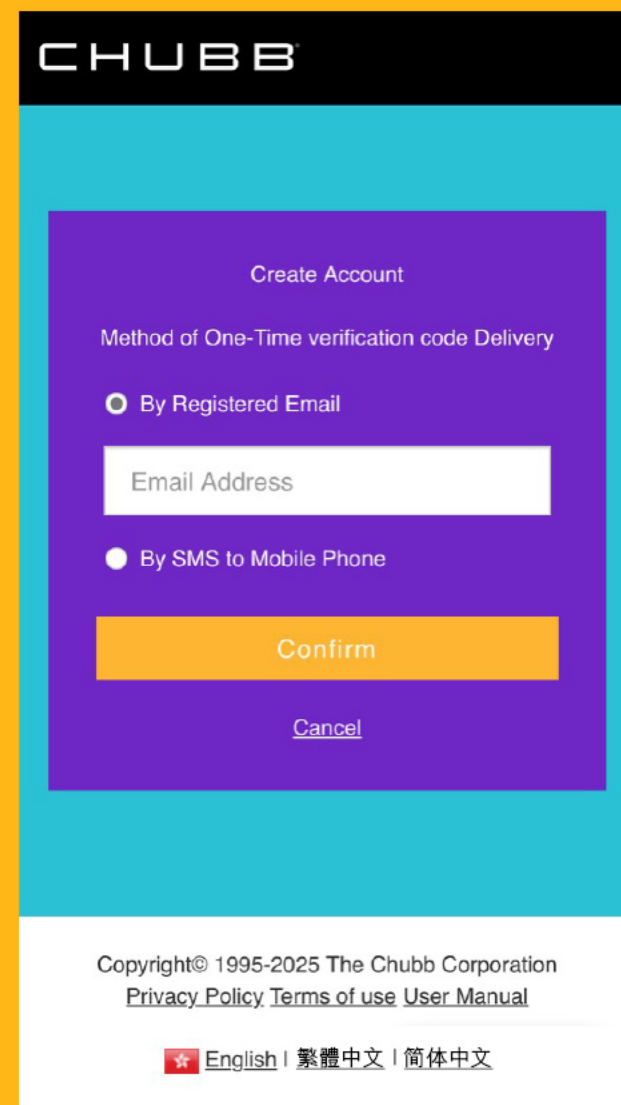 CHUBB
Create Account
Method of One-Time verification code Delivery
By Registered Email
Email Address
By SMS to Mobile Phone
Confirm
Cancel
Copyright© 1995-2025 The Chubb Corporation
Privacy Policy Terms of use User Manual
English | 繁體中文 | 简体中文